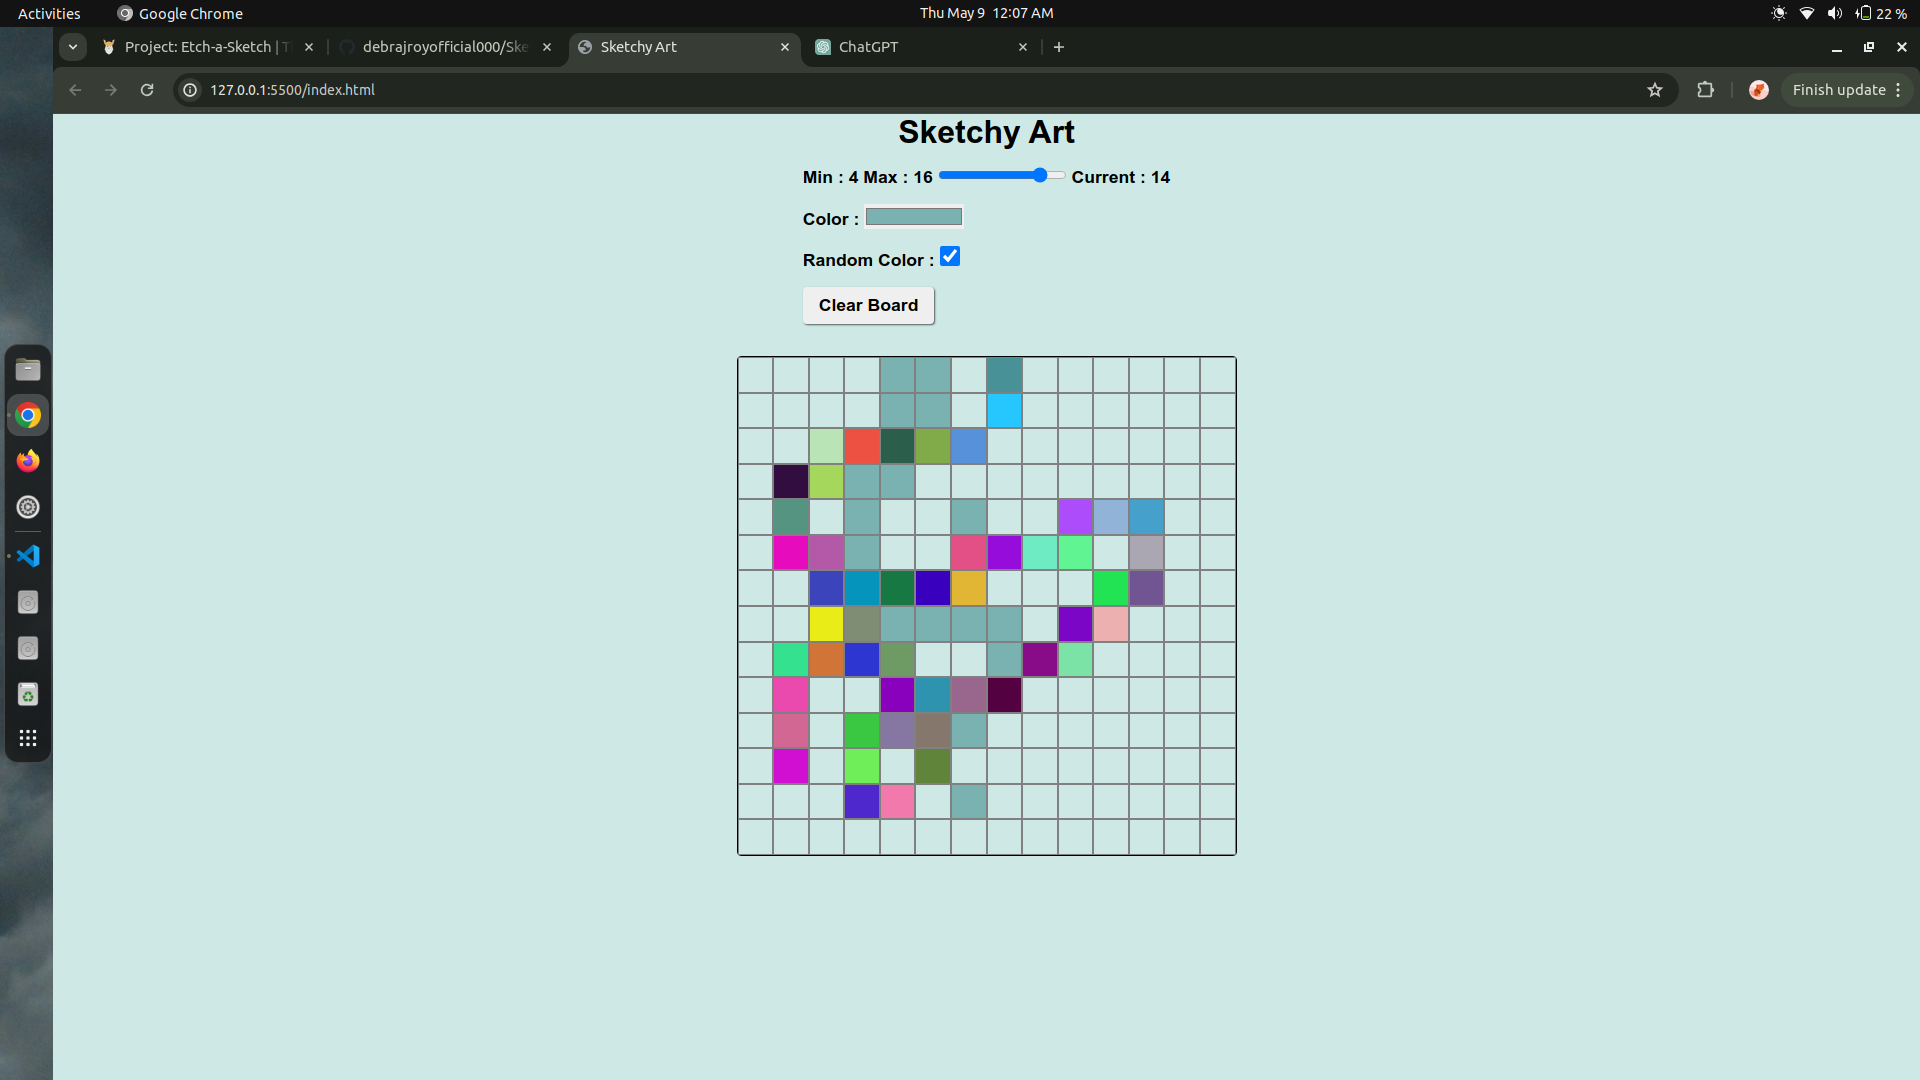 Activities Google Chrome Thu May 9 12:07 AM 22 %
Project: Etch-a-Sketch | T debrajroyofficial000/Ske Sketchy Art ChatGPT
127.0.0.1:5500/index.html Finish update
Sketchy Art
Min : 4 Max : 16 Current : 14
Color :
Random Color :
Clear Board